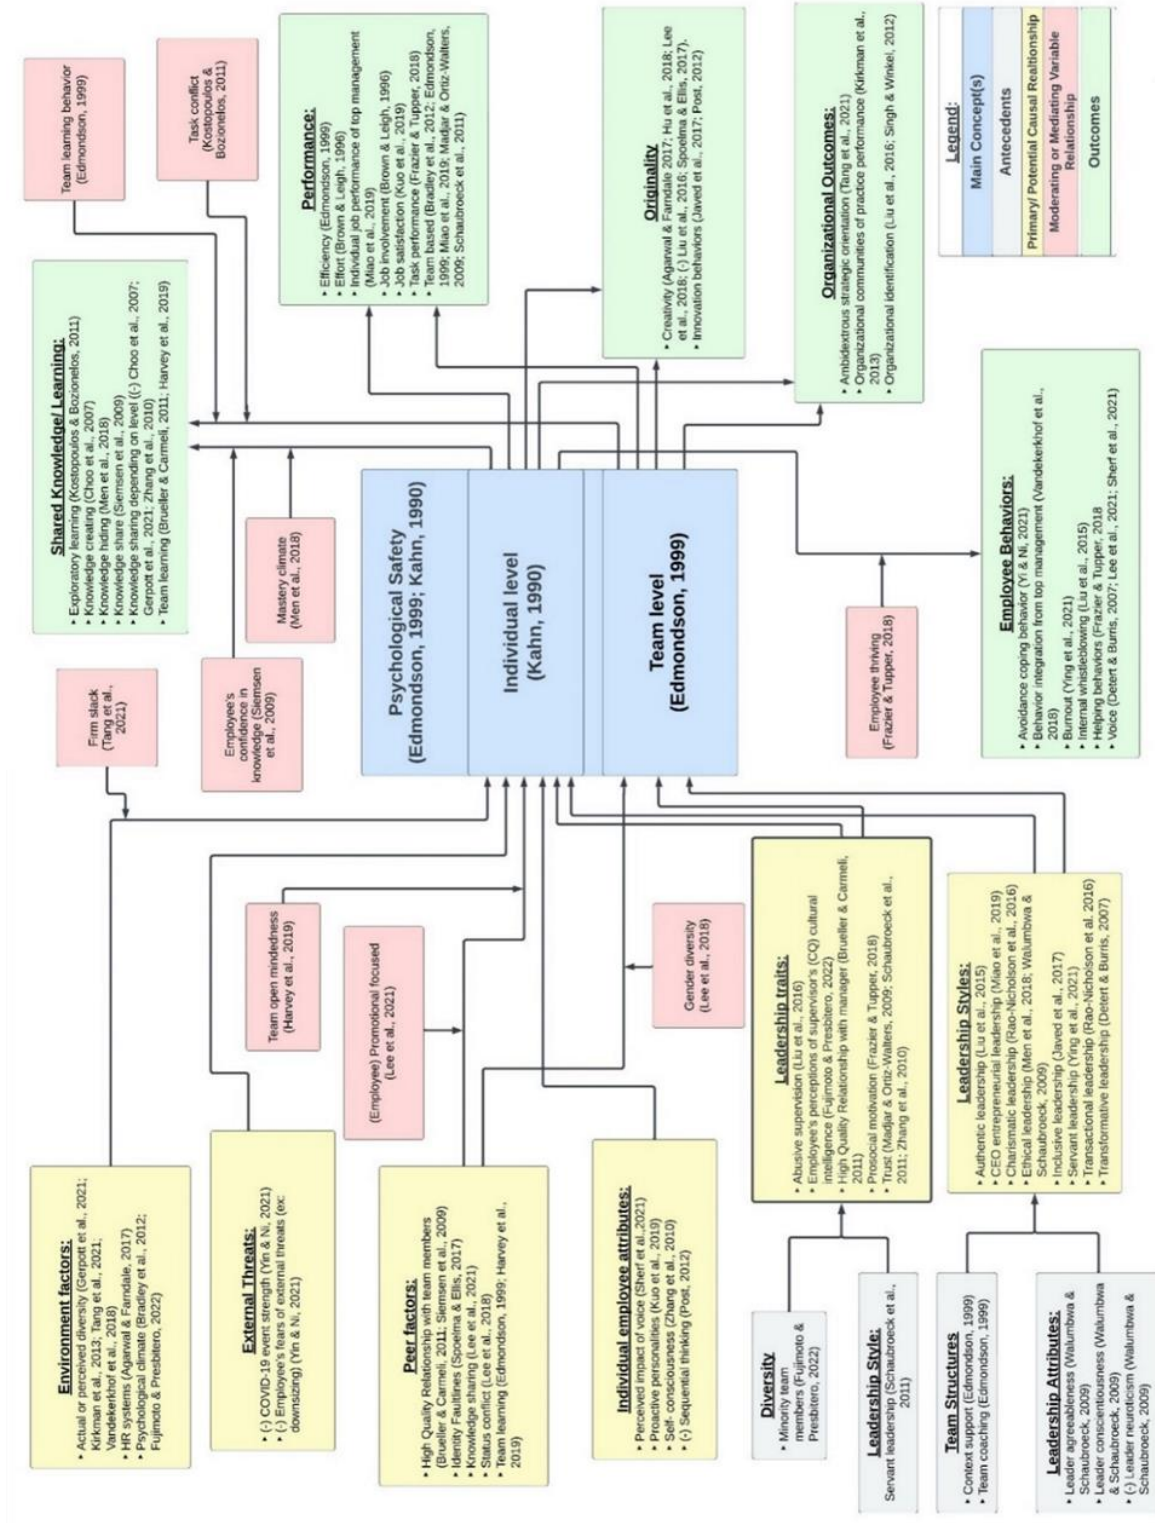 Environment factors:
‣ Actual or perceived diversity (Gerpott et al., 2021;
Kirkman et al., 2013; Tang et al., 2021;
Vandekerkhof et al., 2018)
‣ HR systems (Agarwal & Farndale, 2017)
‣ Psychological climate (Bradley et al., 2012;
Fujimoto & Presbitero, 2022)
External Threats:
‣ (-) COVID-19 event strength (Yin & Ni, 2021)
‣ (-) Employee's fears of external threats (ex:
downsizing) (Yin & Ni, 2021)
Peer factors:
‣ High Quality Relationship with team members
(Brueller & Carmeli, 2011; Siemsen et al., 2009)
‣ Identity Faultlines (Spoelma & Ellis, 2017)
‣ Knowledge sharing (Lee et al., 2021)
‣ Status conflict (Lee et al., 2018)
‣ Team learning (Edmondson, 1999; Harvey et al.,
2019)
Individual employee attributes:
‣ Perceived impact of voice (Sherf et al.,2021)
‣ Proactive personalities (Kuo et al., 2019)
‣ Self- consciousness (Zhang et al., 2010)
‣ (-) Sequential thinking (Post, 2012)
Diversity
‣ Minority team
members (Fujimoto &
Presbitero, 2022)
Leadership Style:
Servant leadership (Schaubroeck et al.,
2011)
Team Structures
‣ Context support (Edmondson, 1999)
‣ Team coaching (Edmondson, 1999)
Leadership Attributes:
‣ Leader agreeableness (Walumbwa &
Schaubroeck, 2009)
‣ Leader conscientiousness (Walumbwa
& Schaubroeck, 2009)
‣ (-) Leader neuroticism (Walumbwa &
Schaubroeck, 2009)
Leadership traits:
‣ Abusive supervision (Liu et al., 2016)
‣ Employee's perceptions of supervisor's (CQ) cultural
intelligence (Fujimoto & Presbitero, 2022)
‣ High Quality Relationship with manager (Brueller & Carmeli,
2011)
‣ Prosocial motivation (Frazier & Tupper, 2018)
‣ Trust (Madjar & Ortiz-Walters, 2009; Schaubroeck et al.,
2011; Zhang et al., 2010)
Leadership Styles:
‣ Authentic leadership (Liu et al., 2015)
‣ CEO entrepreneurial leadership (Miao et al., 2019)
‣ Charismatic leadership (Rao-Nicholson et al., 2016)
‣ Ethical leadership (Men et al., 2018; Walumbwa &
Schaubroeck, 2009)
‣ Inclusive leadership (Javed et al., 2017)
‣ Servant leadership (Ying et al., 2021)
‣ Transactional leadership (Rao-Nicholson et al. 2016)
‣ Transformative leadership (Detert & Burris, 2007)
Team open mindedness
(Harvey et al., 2019)
(Employee) Promotional focused
(Lee et al., 2021)
Gender diversity
(Lee et al., 2018)
Firm slack
(Tang et al.,
2021)
Employee's
confidence in
knowledge (Siemsen
et al., 2009)
Mastery climate
(Men et al., 2018)
Psychological Safety
(Edmondson, 1999; Kahn, 1990)
Individual level
(Kahn, 1990)
Team level
(Edmondson, 1999)
Employee thriving
(Frazier & Tupper, 2018)
Team learning behavior
(Edmondson, 1999)
Task conflict
(Kostopoulos &
Bozionelos, 2011)
Shared Knowledge/ Learning:
‣ Exploratory learning (Kostopoulos & Bozionelos, 2011)
‣ Knowledge creating (Choo et al., 2007)
‣ Knowledge hiding (Men et al., 2018)
‣ Knowledge share (Siemsen et al., 2009)
‣ Knowledge sharing depending on level ((-) Choo et al., 2007;
Gerpott et al., 2021; Zhang et al., 2010)
‣ Team learning (Brueller & Carmeli, 2011; Harvey et al., 2019)
Performance:
‣ Efficiency (Edmondson, 1999)
‣ Effort (Brown & Leigh, 1996)
‣ Individual job performance of top management
(Miao et al., 2019)
‣ Job involvement (Brown & Leigh, 1996)
‣ Job satisfaction (Kuo et al., 2019)
‣ Task performance (Frazier & Tupper, 2018)
‣ Team based (Bradley et al., 2012; Edmondson,
1999; Miao et al., 2019; Madjar & Ortiz-Walters,
2009; Schaubroeck et al., 2011)
Originality
‣ Creativity (Agarwal & Farndale 2017; Hu et al., 2018; Lee
et al., 2018; (-) Liu et al., 2016; Spoelma & Ellis, 2017).
‣ Innovation behaviors (Javed et al., 2017; Post, 2012)
Organizational Outcomes:
‣ Ambidextrous strategic orientation (Tang et al., 2021)
‣ Organizational communities of practice performance (Kirkman et al.,
2013)
‣ Organizational identification (Liu et al., 2016; Singh & Winkel, 2012)
Employee Behaviors:
‣ Avoidance coping behavior (Yi & Ni, 2021)
‣ Behavior integration from top management (Vandekerkhof et al.,
2018)
‣ Burnout (Ying et al., 2021)
‣ Internal whistleblowing (Liu et al., 2015)
‣ Helping behaviors (Frazier & Tupper, 2018
‣ Voice (Detert & Burris, 2007; Lee et al., 2021; Sherf et al., 2021)
Legend:
Main Concept(s)
Antecedents
Primary/ Potential Causal Realtionship
Moderating or Mediating Variable
Relationship
Outcomes